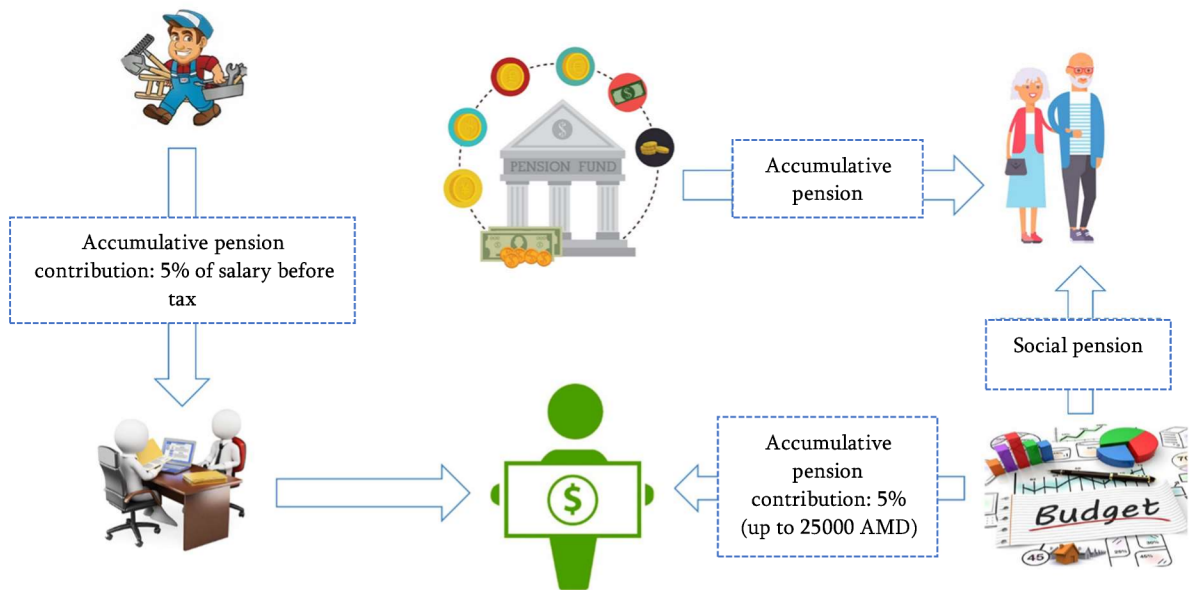 PENSION FUND
Accumulative
pension
Accumulative pension
contribution: 5% of salary before
tax
Social pension
Accumulative
pension
contribution: 5%
(up to 25000 AMD)
$
Budget
45